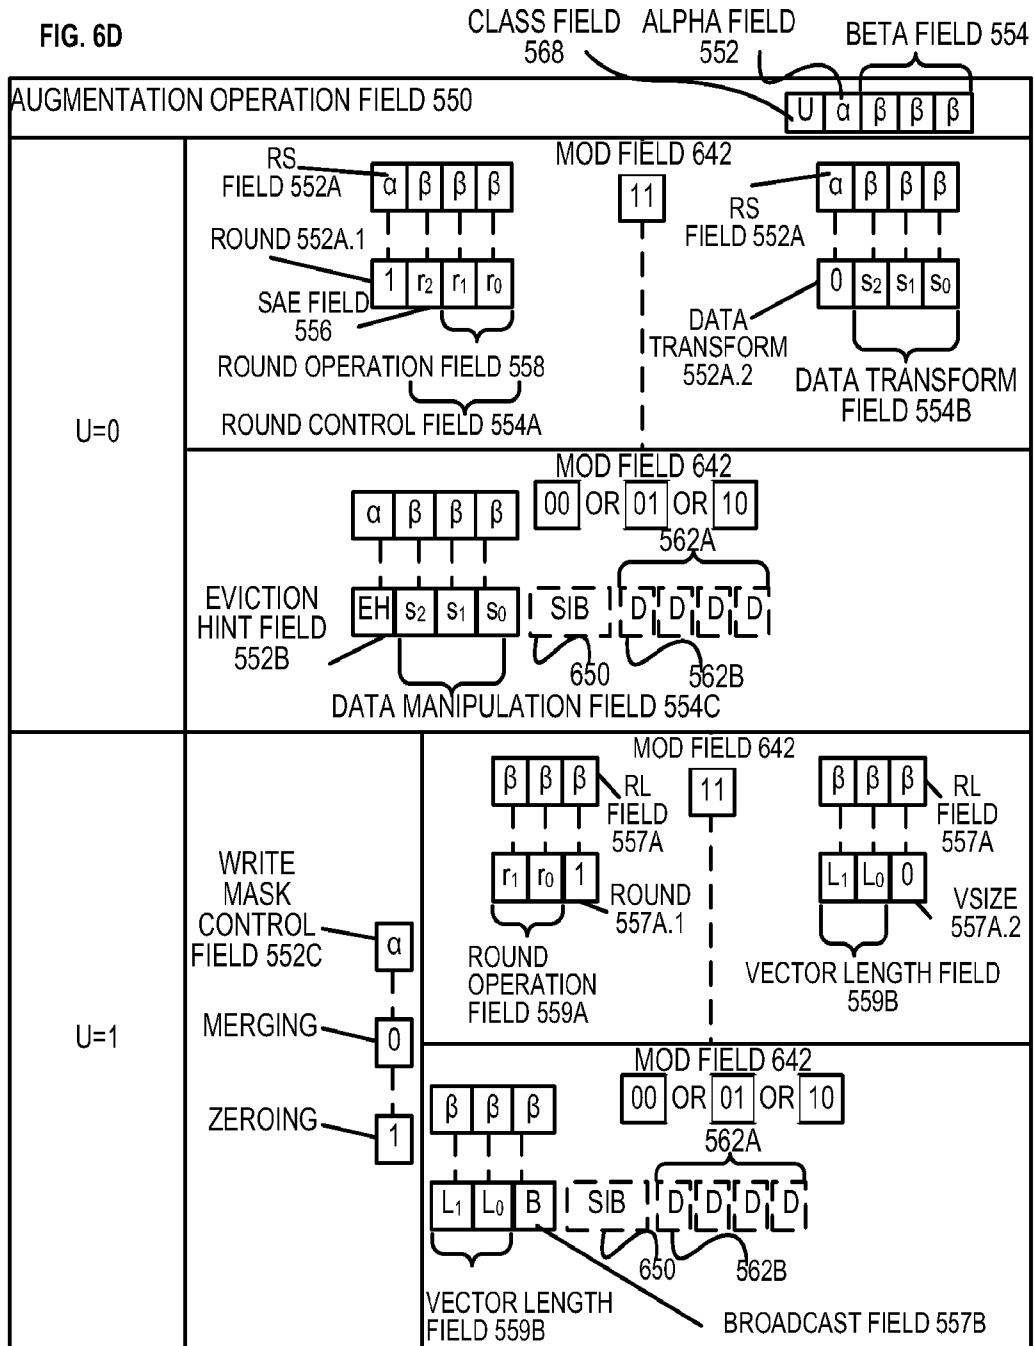 FIG. 6D
CLASS FIELD 568
ALPHA FIELD 552
BETA FIELD 554
AUGMENTATION OPERATION FIELD 550
U α β β β
U=0
RS FIELD 552A
α β β β
ROUND 552A.1
1 r2 r1 r0
SAE FIELD 556
ROUND OPERATION FIELD 558
ROUND CONTROL FIELD 554A
MOD FIELD 642
11
α β β β
RS FIELD 552A
0 s2 s1 s0
DATA TRANSFORM 552A.2
DATA TRANSFORM FIELD 554B
MOD FIELD 642
00 OR 01 OR 10
α β β β
562A
EVICTION HINT FIELD 552B
EH s2 s1 s0
SIB
D D D D
650
562B
DATA MANIPULATION FIELD 554C
U=1
WRITE MASK CONTROL FIELD 552C
α
MERGING
0
ZEROING
1
MOD FIELD 642
11
β β β
RL FIELD 557A
r1 r0 1
ROUND 557A.1
ROUND OPERATION FIELD 559A
β β β
RL FIELD 557A
L1 L0 0
VSIZE 557A.2
VECTOR LENGTH FIELD 559B
MOD FIELD 642
00 OR 01 OR 10
β β β
562A
L1 L0 B
SIB
D D D D
650
562B
VECTOR LENGTH FIELD 559B
BROADCAST FIELD 557B